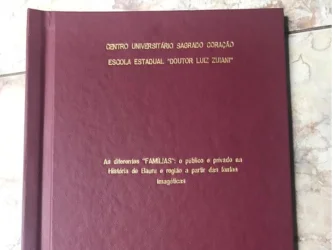 CENTRO UNIVERSITÁRIO SAGRADO CORAÇÃO
ESCOLA ESTADUAL "DOUTOR LUIZ ZUIANI"
As diferentes "FAMÍLIAS": o público e privado na
História de Bauru e região a partir das fontes
imagéticas